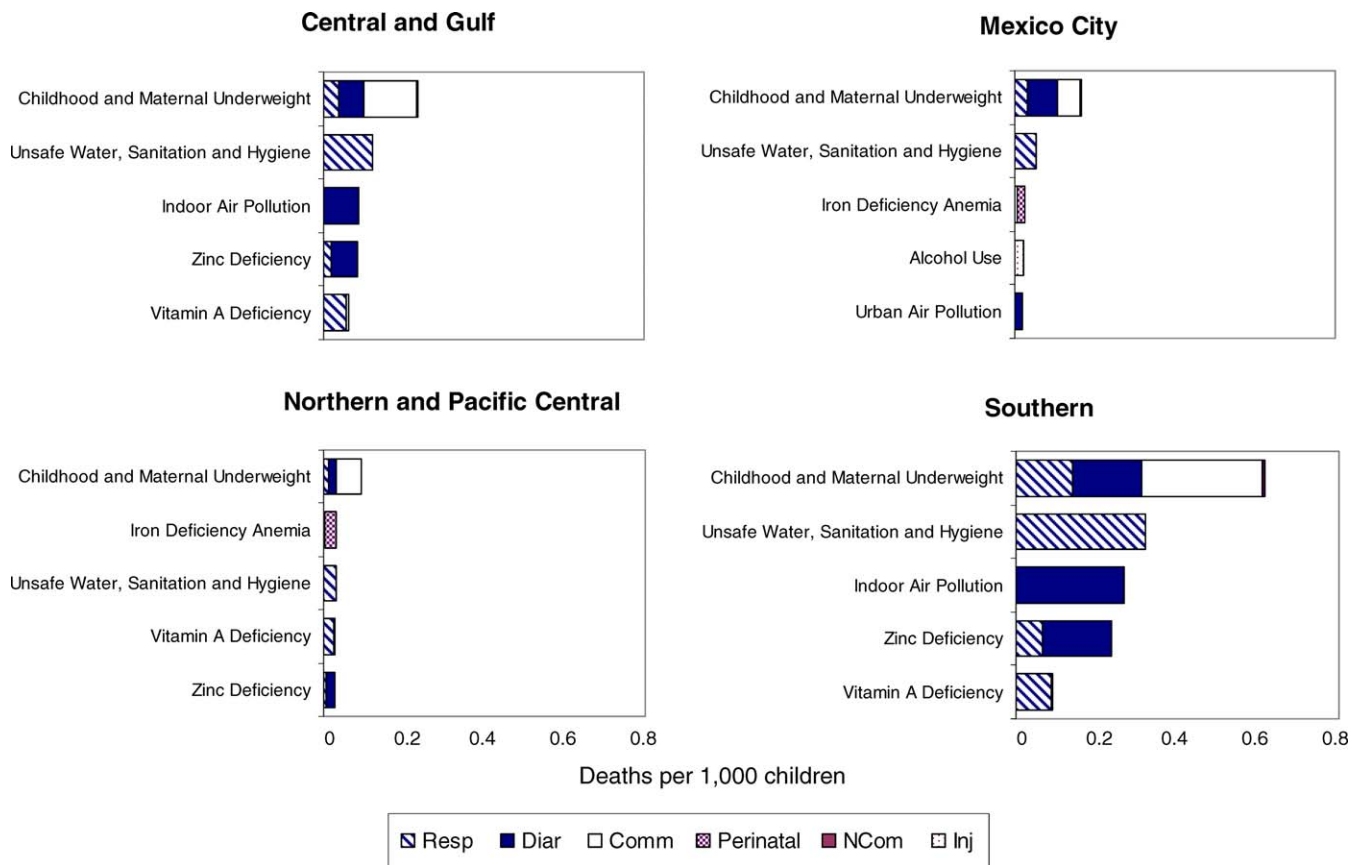 Central and Gulf
Childhood and Maternal Underweight
Unsafe Water, Sanitation and Hygiene
Indoor Air Pollution
Zinc Deficiency
Vitamin A Deficiency
Mexico City
Childhood and Maternal Underweight
Unsafe Water, Sanitation and Hygiene
Iron Deficiency Anemia
Alcohol Use
Urban Air Pollution
Northern and Pacific Central
Childhood and Maternal Underweight
Iron Deficiency Anemia
Unsafe Water, Sanitation and Hygiene
Vitamin A Deficiency
Zinc Deficiency
0 0.2 0.4 0.6 0.8
Southern
Childhood and Maternal Underweight
Unsafe Water, Sanitation and Hygiene
Indoor Air Pollution
Zinc Deficiency
Vitamin A Deficiency
0 0.2 0.4 0.6 0.8
Deaths per 1,000 children
Resp Diar Comm Perinatal NCom Inj